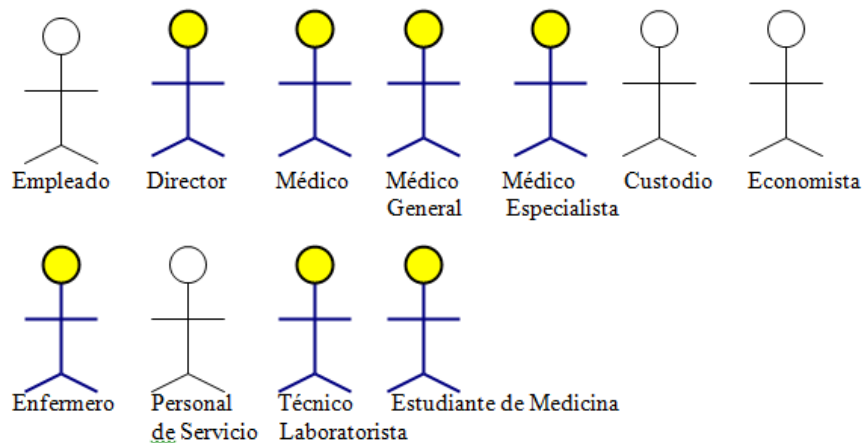 Empleado Director Médico Médico General Médico Especialista Custodio Economista
Enfermero Personal de Servicio Técnico Laboratorista Estudiante de Medicina